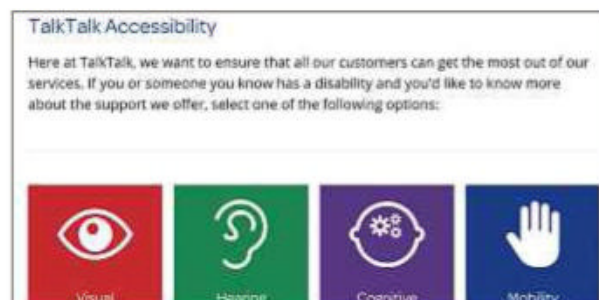 TalkTalk Accessibility
Here at TalkTalk, we want to ensure that all our customers can get the most out of our
services. If you or someone you know has a disability and you'd like to know more
about the support we offer, select one of the following options:
Visual
Hearing
Cognitive
Mobility